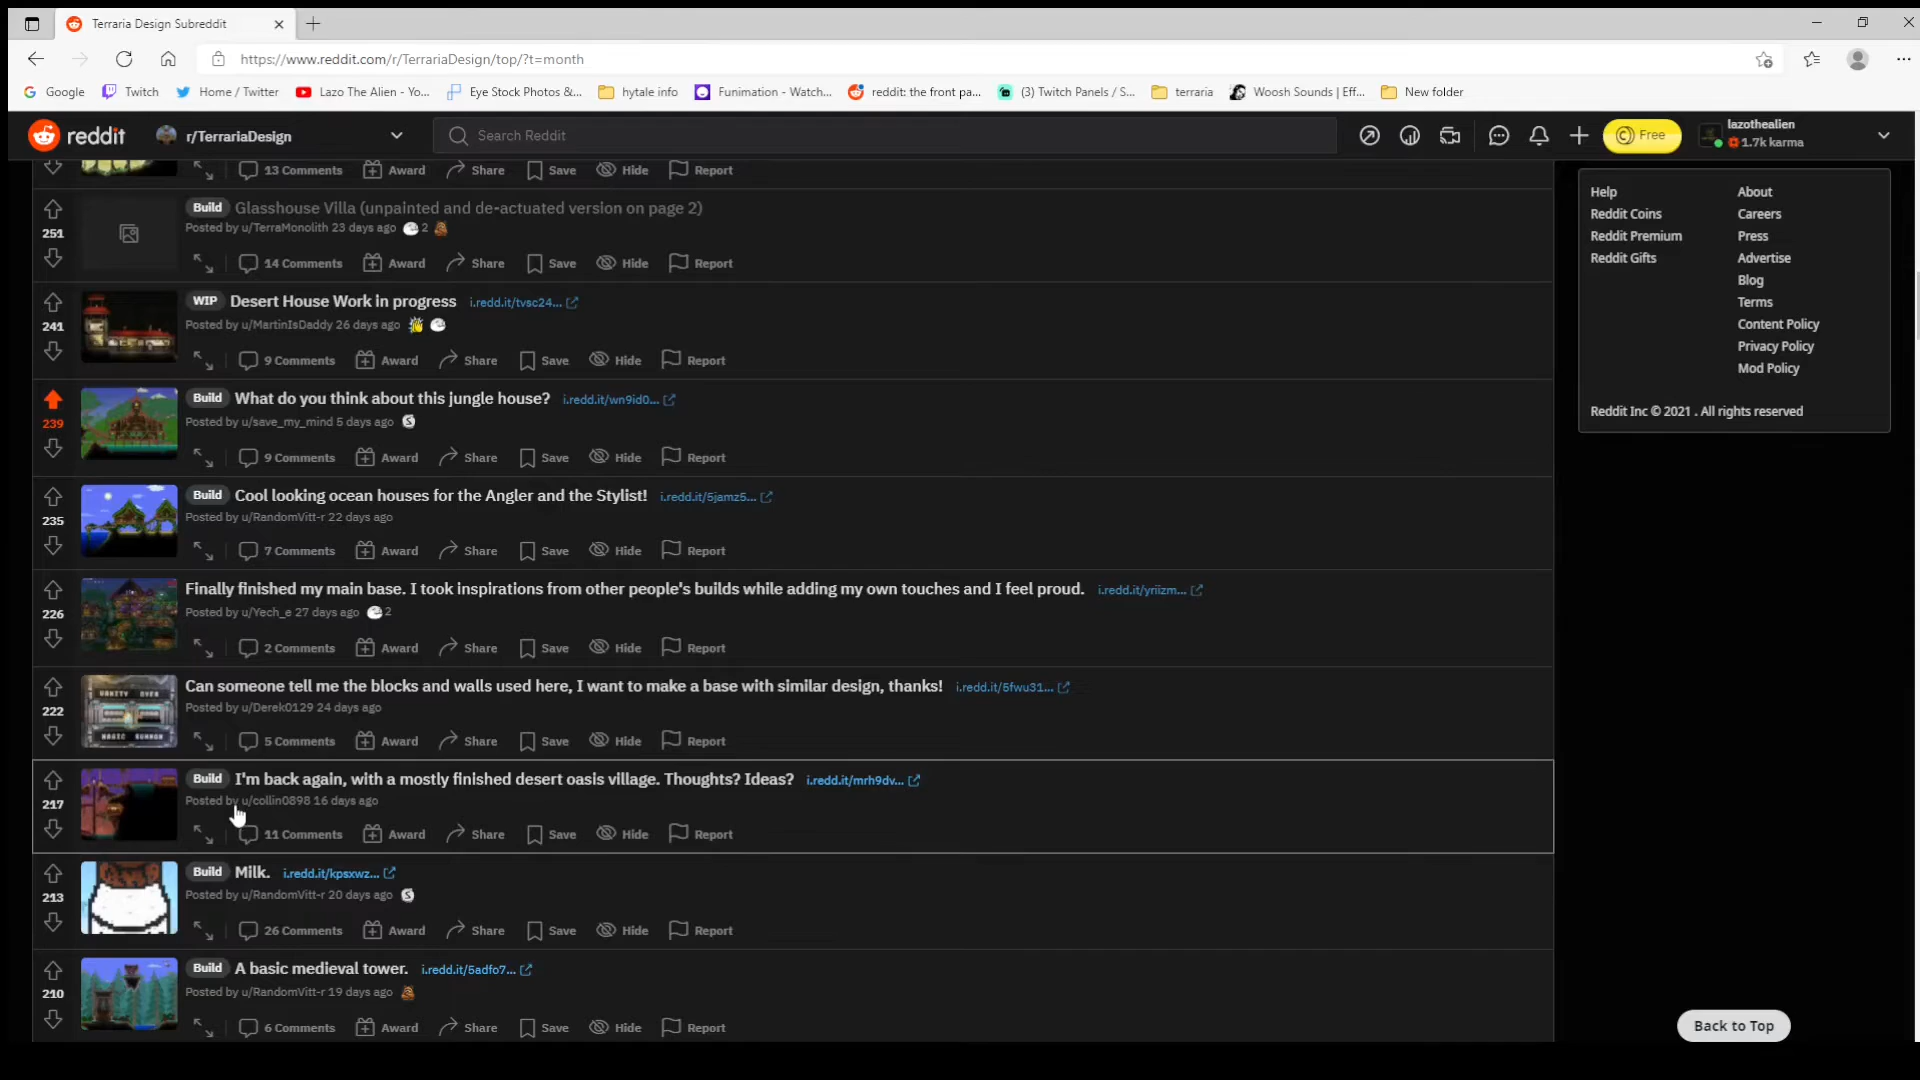 Terraria Design Subreddit
https://www.reddit.com/r/TerrariaDesign/top/?t=month
Google Twitch Home / Twitter Lazo The Alien - Yo... Eye Stock Photos &... hytale info Funimation - Watch... reddit: the front pa... (3) Twitch Panels / S... terraria Woosh Sounds | Eff... New folder
reddit r/TerrariaDesign Search Reddit Free lazothealien
1.7k karma
13 Comments Award Share Save Hide Report
Build Glasshouse Villa (unpainted and de-actuated version on page 2)
251 Posted by u/TerraMonolith 23 days ago 2
14 Comments Award Share Save Hide Report
WIP Desert House Work in progress i.redd.it/tvsc24...
241 Posted by u/MartinIsDaddy 26 days ago
9 Comments Award Share Save Hide Report
Build What do you think about this jungle house? i.redd.it/wn9id0...
239 Posted by u/save_my_mind 5 days ago
9 Comments Award Share Save Hide Report
Build Cool looking ocean houses for the Angler and the Stylist! i.redd.it/5jamz5...
235 Posted by u/RandomVitt-r 22 days ago
7 Comments Award Share Save Hide Report
Finally finished my main base. I took inspirations from other people's builds while adding my own touches and I feel proud. i.redd.it/yriizm...
226 Posted by u/Yech_e 27 days ago 2
2 Comments Award Share Save Hide Report
Can someone tell me the blocks and walls used here, I want to make a base with similar design, thanks! i.redd.it/5fwu31...
222 Posted by u/Derek0129 24 days ago
5 Comments Award Share Save Hide Report
Build I'm back again, with a mostly finished desert oasis village. Thoughts? Ideas? i.redd.it/mrh9dv...
217 Posted by u/collin0898 16 days ago
11 Comments Award Share Save Hide Report
Build Milk. i.redd.it/kpsxwz...
213 Posted by u/RandomVitt-r 20 days ago
26 Comments Award Share Save Hide Report
Build A basic medieval tower. i.redd.it/5adfo7...
210 Posted by u/RandomVitt-r 19 days ago
6 Comments Award Share Save Hide Report
Help About
Reddit Coins Careers
Reddit Premium Press
Reddit Gifts Advertise
Blog
Terms
Content Policy
Privacy Policy
Mod Policy
Reddit Inc © 2021 . All rights reserved
Back to Top